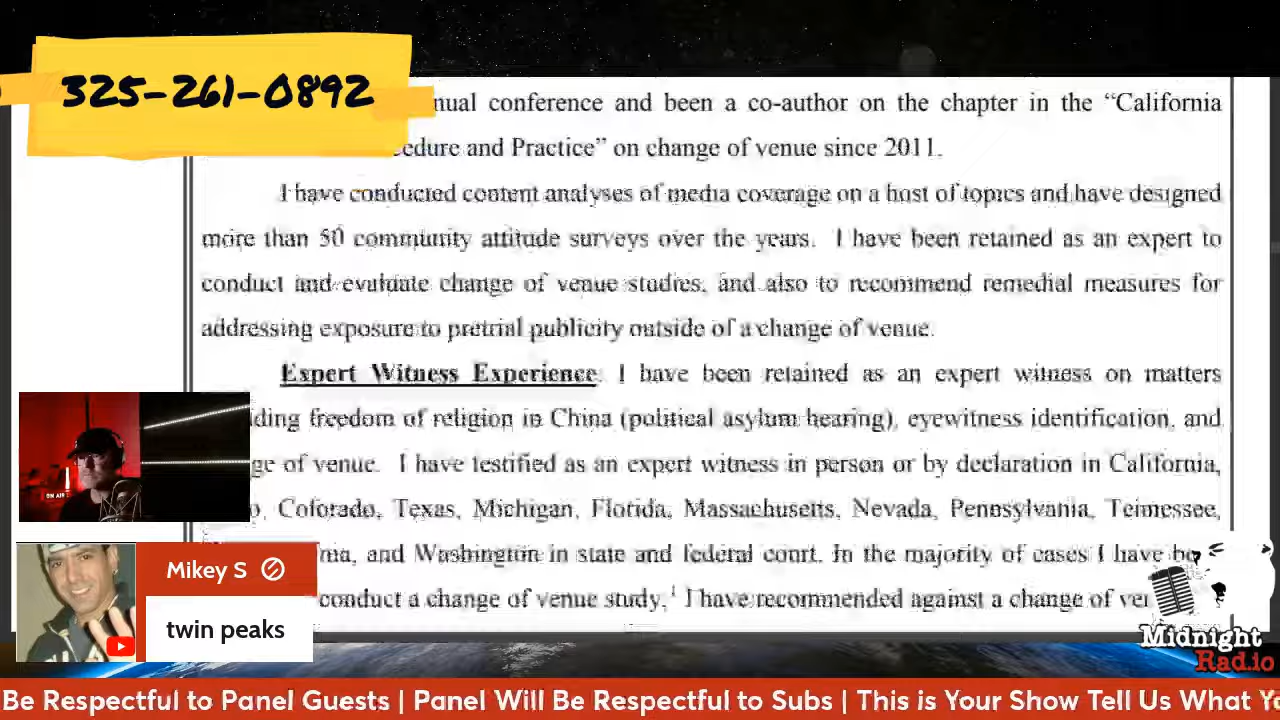 325-261-0892
nual conference and been a co-author on the chapter in the “California
edure and Practice” on change of venue since 2011.
I have conducted content analyses of media coverage on a host of topics and have designed
more than 50 community attitude surveys over the years. I have been retained as an expert to
conduct and evaluate change of venue studies, and also to recommend remedial measures for
addressing exposure to pretrial publicity outside of a change of venue.
Expert Witness Experience. I have been retained as an expert witness on matters
ding freedom of religion in China (political asylum hearing), eyewitness identification, and
ge of venue. I have testified as an expert witness in person or by declaration in California,
Colorado, Texas, Michigan, Florida, Massachusetts, Nevada, Pennsylvania, Tennessee,
nia, and Washington in state and federal court. In the majority of cases I have be
conduct a change of venue study,¹ I have recommended against a change of ver
ON AIR
Mikey S
twin peaks
Midnight
Rad.io
Be Respectful to Panel Guests | Panel Will Be Respectful to Subs | This is Your Show Tell Us What Yo